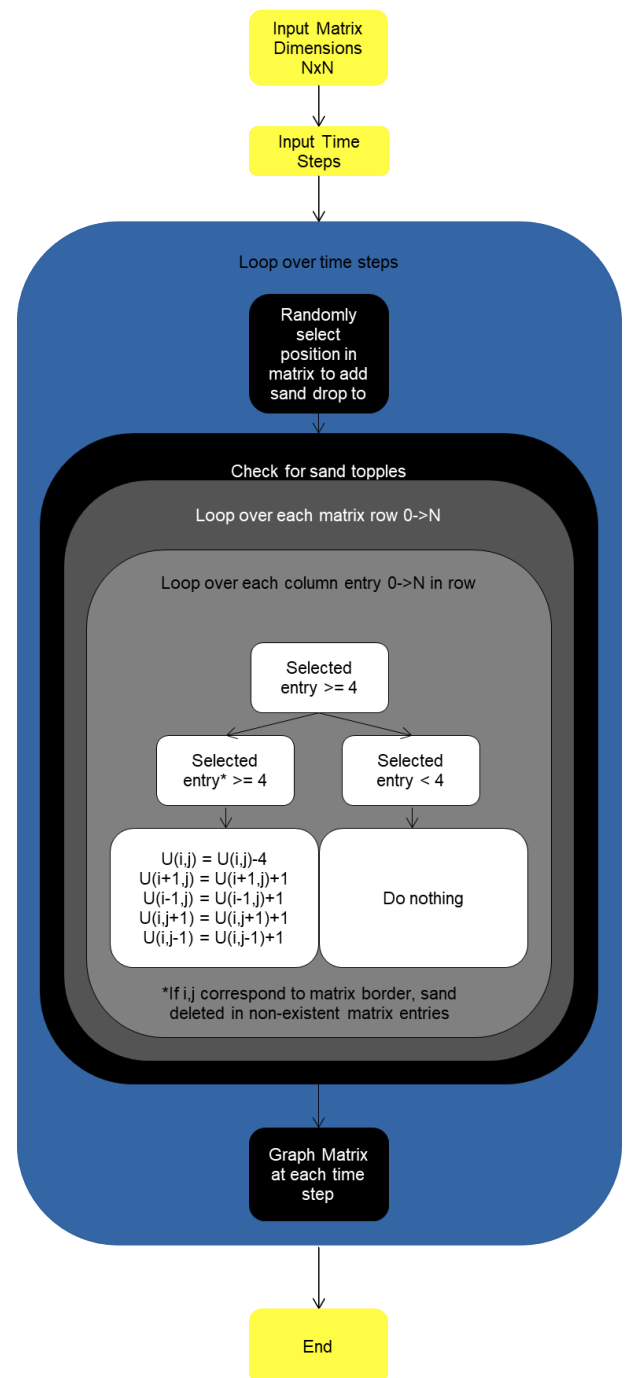 Input Matrix
Dimensions
NxN
Input Time
Steps
Loop over time steps
Randomly
select
position in
matrix to add
sand drop to
Check for sand topples
Loop over each matrix row 0->N
Loop over each column entry 0->N in row
Selected
entry >= 4
Selected
entry* >= 4
Selected
entry < 4
U(i,j) = U(i,j)-4
U(i+1,j) = U(i+1,j)+1
U(i-1,j) = U(i-1,j)+1
U(i,j+1) = U(i,j+1)+1
U(i,j-1) = U(i,j-1)+1
Do nothing
*If i,j correspond to matrix border, sand
deleted in non-existent matrix entries
Graph Matrix
at each time
step
End